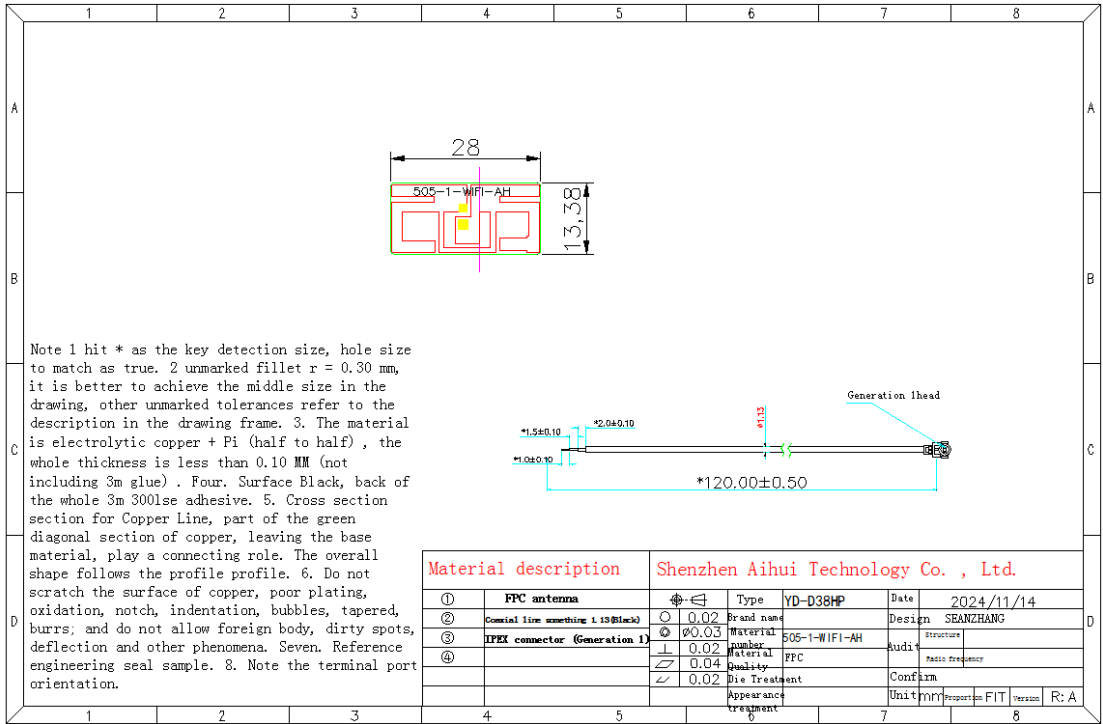 1 2 3 4 5 6 7 8
A A
28
505-1-WIFI-AH
13,38
B B
Note 1 hit * as the key detection size, hole size
to match as true. 2 unmarked fillet r = 0.30 mm,
it is better to achieve the middle size in the
drawing, other unmarked tolerances refer to the
description in the drawing frame. 3. The material
is electrolytic copper + Pi (half to half) , the
whole thickness is less than 0.10 MM (not
including 3m glue) . Four. Surface Black, back of
the whole 3m 300lse adhesive. 5. Cross section
section for Copper Line, part of the green
diagonal section of copper, leaving the base
material, play a connecting role. The overall
shape follows the profile profile. 6. Do not
scratch the surface of copper, poor plating,
oxidation, notch, indentation, bubbles, tapered,
burrs; and do not allow foreign body, dirty spots,
deflection and other phenomena. Seven. Reference
engineering seal sample. 8. Note the terminal port
orientation.
Generation 1head
ø1.13
*2.0±0.10
*1.5±0.10
*1.0±0.10
*120.00±0.50
C C
Material description
① FPC antenna
② Coaxial line something 1.13(Black)
③ IPEX connector (Generation 1)
④
Shenzhen Aihui Technology Co. , Ltd.
Type YD-D38HP Date 2024/11/14
0.02 Brand name Design SEANZHANG
ø0.03 Material number 505-1-WIFI-AH Audit Structure
0.02 Material Quality FPC Radio frequency
0.04
0.02 Die Treatment Confirm
Appearance treatment Unit mm Proportion FIT Version R:A
D D
1 2 3 4 5 6 7 8